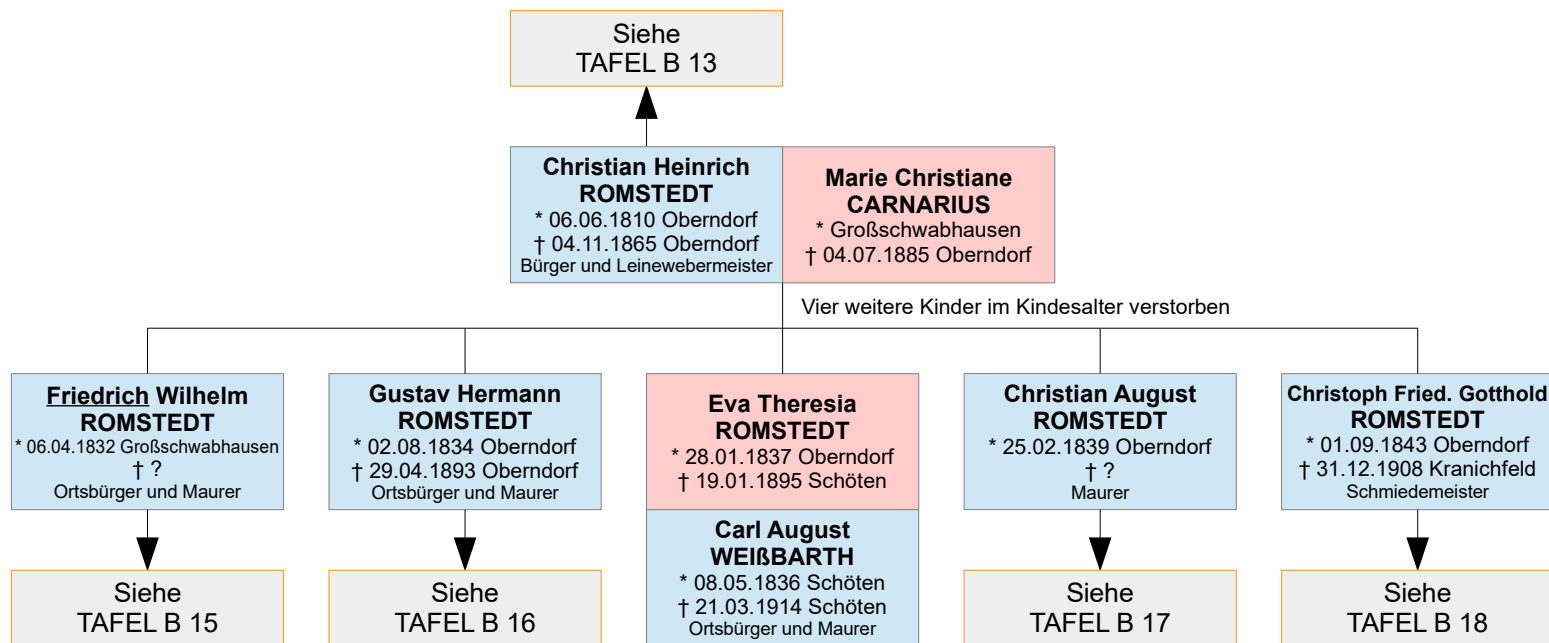 Siehe
TAFEL B 13
Christian Heinrich
ROMSTEDT
* 06.06.1810 Oberndorf
† 04.11.1865 Oberndorf
Bürger und Leinewebermeister
Marie Christiane
CARNARIUS
* Großschwabhausen
† 04.07.1885 Oberndorf
Vier weitere Kinder im Kindesalter verstorben
Friedrich Wilhelm
ROMSTEDT
* 06.04.1832 Großschwabhausen
† ?
Ortsbürger und Maurer
Siehe
TAFEL B 15
Gustav Hermann
ROMSTEDT
* 02.08.1834 Oberndorf
† 29.04.1893 Oberndorf
Ortsbürger und Maurer
Siehe
TAFEL B 16
Eva Theresia
ROMSTEDT
* 28.01.1837 Oberndorf
† 19.01.1895 Schöten
Carl August
WEIßBARTH
* 08.05.1836 Schöten
† 21.03.1914 Schöten
Ortsbürger und Maurer
Christian August
ROMSTEDT
* 25.02.1839 Oberndorf
† ?
Maurer
Siehe
TAFEL B 17
Christoph Fried. Gotthold
ROMSTEDT
* 01.09.1843 Oberndorf
† 31.12.1908 Kranichfeld
Schmiedemeister
Siehe
TAFEL B 18